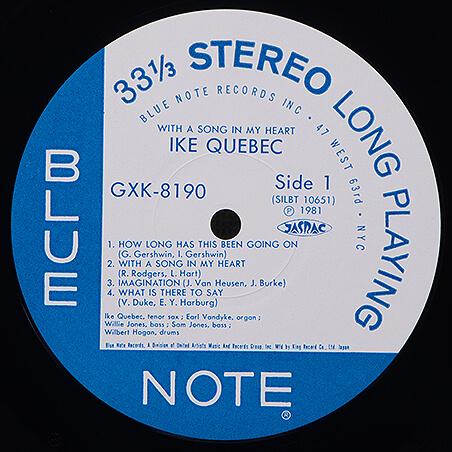 33⅓ STEREO LONG PLAYING
BLUE NOTE RECORDS INC • 47 WEST 63rd • NYC
WITH A SONG IN MY HEART
IKE QUEBEC
GXK-8190
Side 1
(SILBT 10651)
Ⓟ 1981
JASRAC
1. HOW LONG HAS THIS BEEN GOING ON
(G. Gershwin, I. Gershwin)
2. WITH A SONG IN MY HEART
(R. Rodgers, L. Hart)
3. IMAGINATION (J. Van Heusen, J. Burke)
4. WHAT IS THERE TO SAY
(V. Duke, E. Y. Harburg)
Ike Quebec, tenor sax ; Earl Vandyke, organ ;
Willie Jones, bass ; Sam Jones, bass ;
Wilbert Hogan, drums
Blue Note Records, A Division of United Artists Music And Records Group, Inc. Mfd by King Record Co., Ltd. Japan
BLUE
NOTE
®